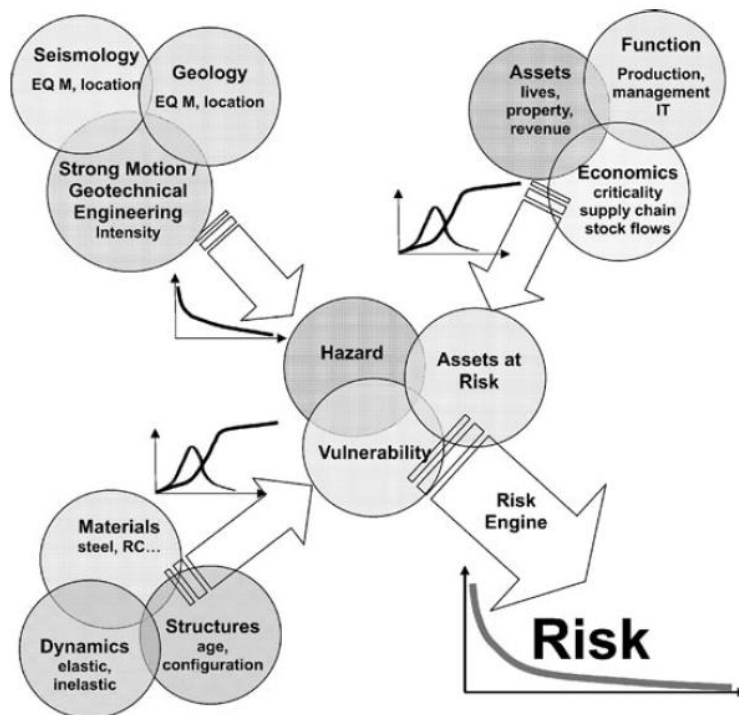 Seismology
EQ M, location
Geology
EQ M, location
Strong Motion /
Geotechnical
Engineering
Intensity
Function
Production,
management
IT
Assets
lives,
property,
revenue
Economics
criticality
supply chain
stock flows
Hazard
Assets at
Risk
Vulnerability
Risk
Engine
Materials
steel, RC...
Dynamics
elastic,
inelastic
Structures
age,
configuration
Risk